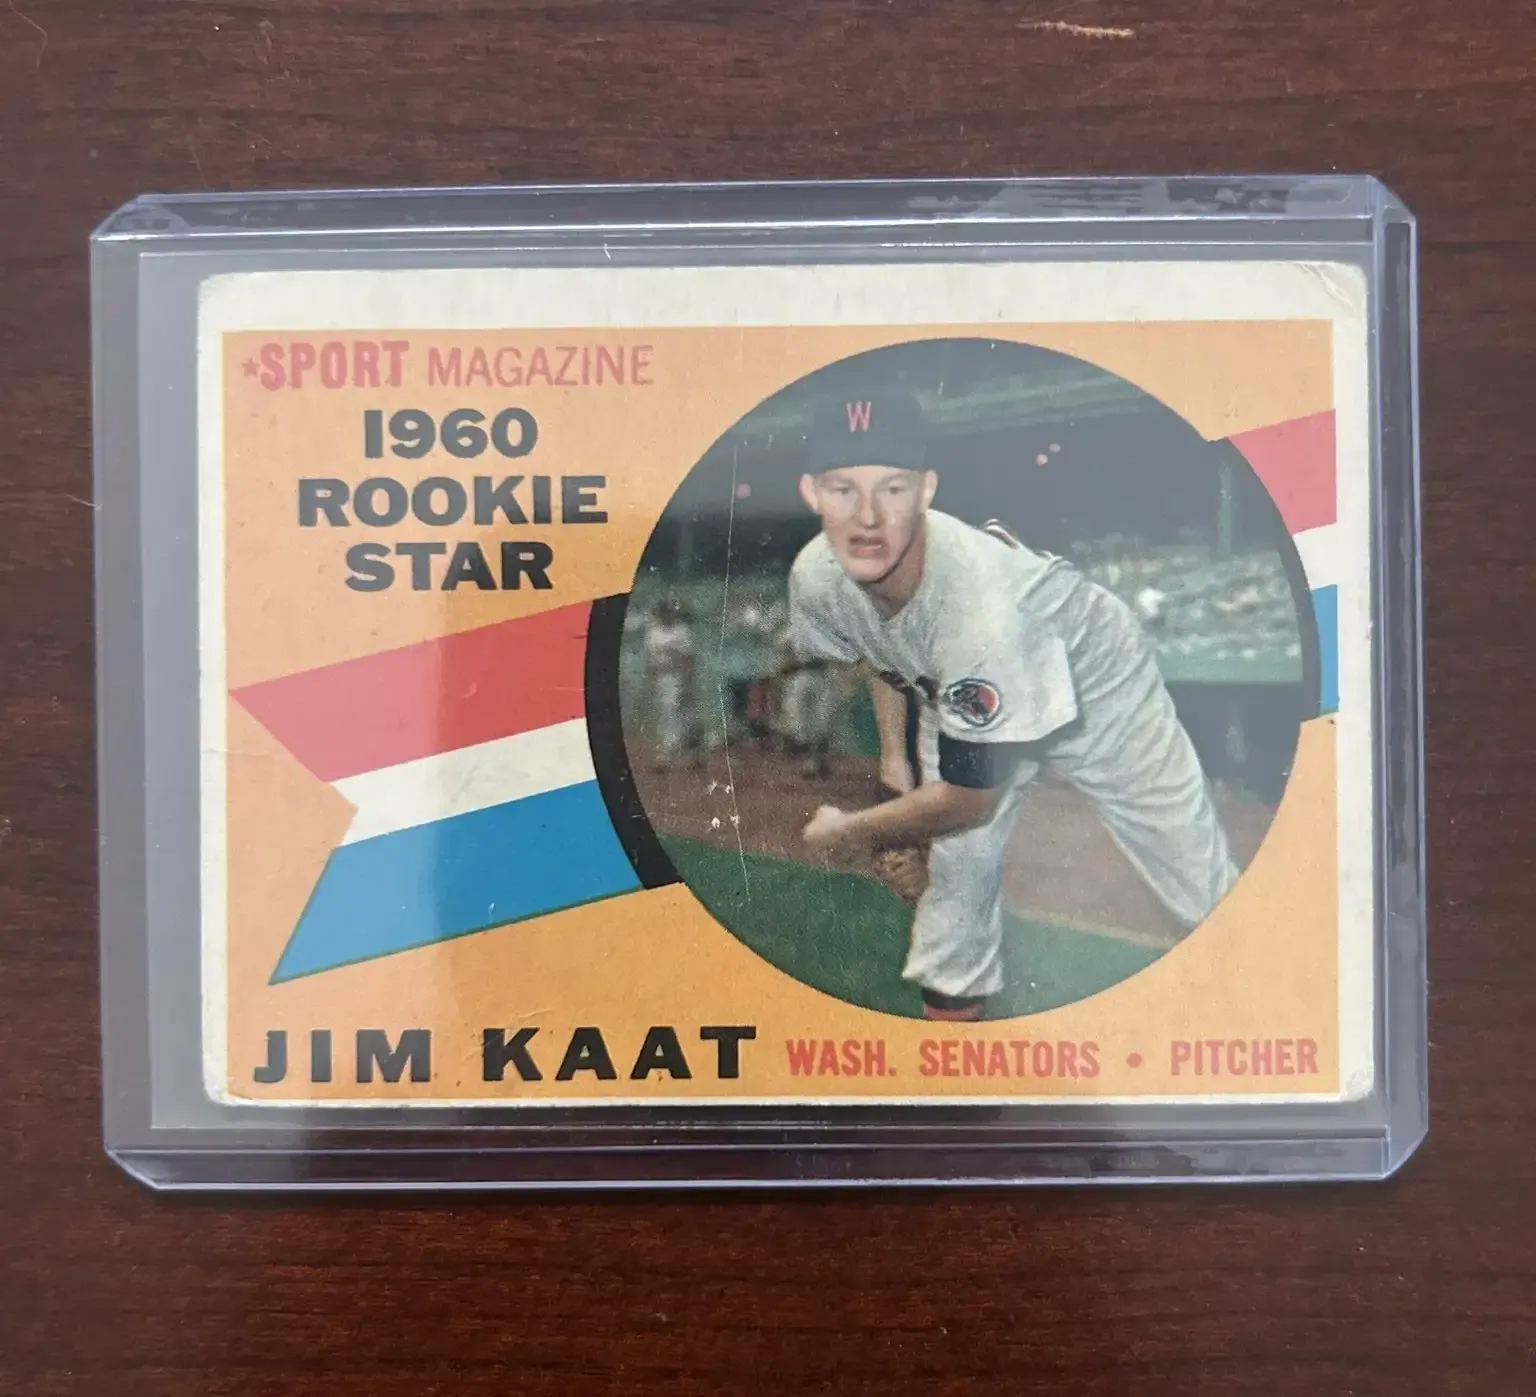 ★SPORT MAGAZINE
1960
ROOKIE
STAR
W
JIM KAAT WASH. SENATORS • PITCHER